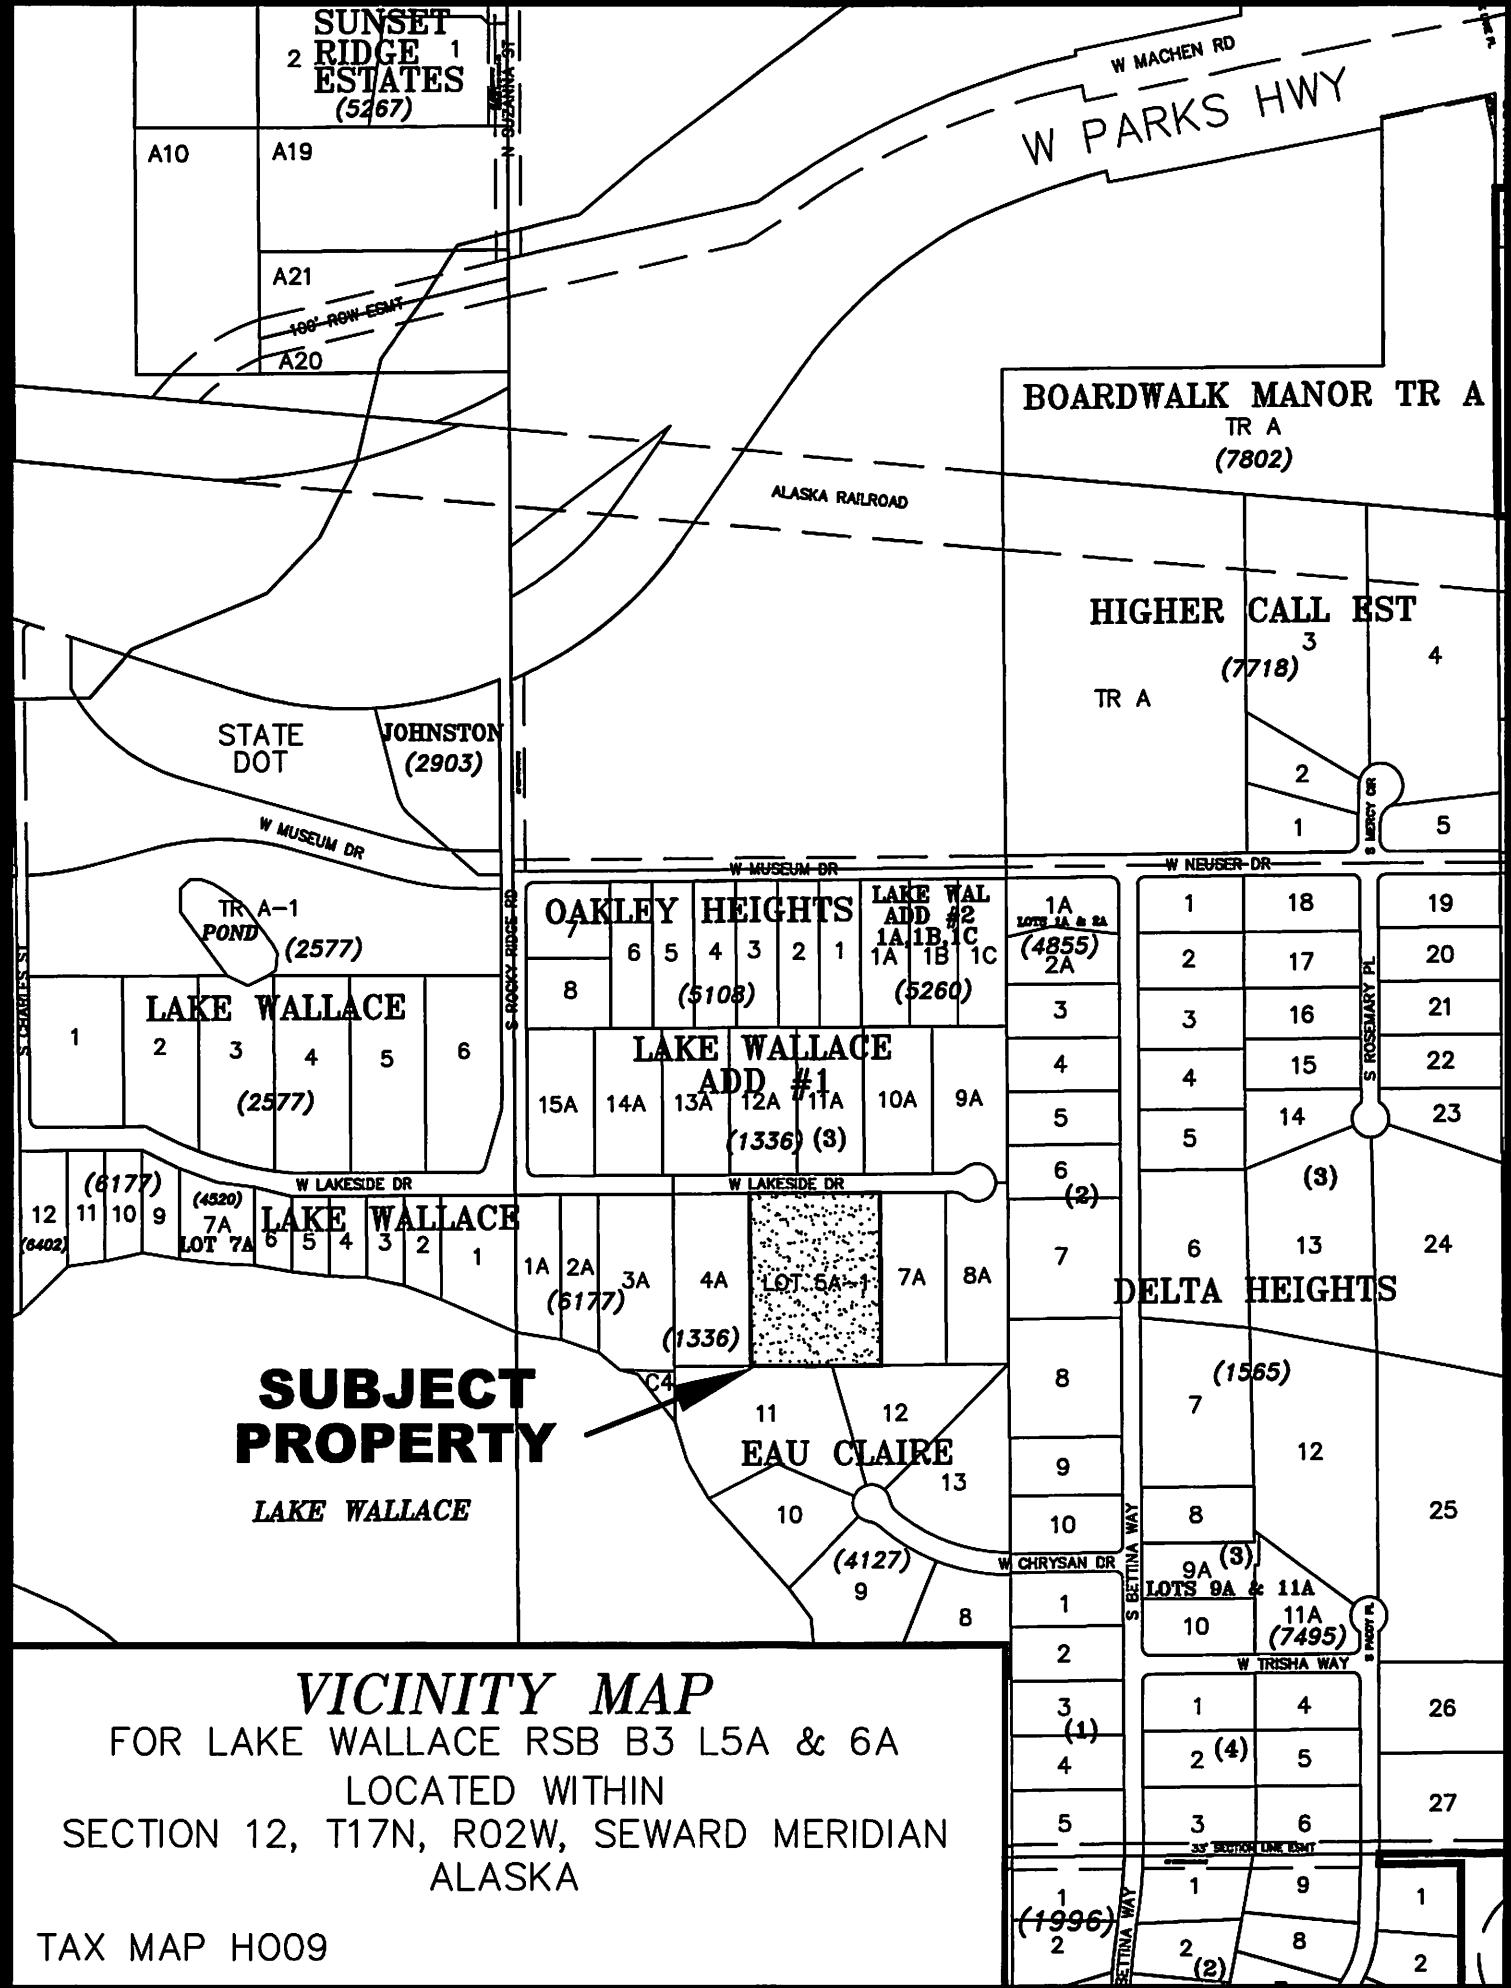 SUNSET
RIDGE
ESTATES
(5267)
2
1
N SUZANNA ST
W MACHEN RD
W PARKS HWY
A10
A19
A21
100' ROW ESMT
A20
BOARDWALK MANOR TR A
TR A
(7802)
ALASKA RAILROAD
HIGHER CALL EST
3
(7718)
4
TR A
STATE
DOT
JOHNSTON
(2903)
2
1
S MERCY CIR
5
W MUSEUM DR
W MUSEUM DR
W NEUSER DR
TR A-1
POND
(2577)
S CHARLES ST
S ROCKY RIDGE RD
OAKLEY HEIGHTS
7
6
5
4
3
2
1
8
(5108)
LAKE WAL
ADD #2
1A,1B,1C
1A
1B
1C
(5260)
1A
LOTS 1A & 2A
(4855)
2A
3
4
5
6
(2)
7
8
9
10
1
2
3
4
5
6
7
8
18
17
16
15
14
S ROSEMARY PL
19
20
21
22
23
(3)
13
24
DELTA HEIGHTS
(1565)
12
25
LAKE WALLACE
1
2
3
4
5
6
(2577)
LAKE WALLACE
ADD #1
15A
14A
13A
12A
11A
10A
9A
(1336) (3)
W LAKESIDE DR
W LAKESIDE DR
(6177)
12
11
10
9
(6402)
(4520)
7A
LOT 7A
LAKE WALLACE
6
5
4
3
2
1
1A
2A
3A
(6177)
4A
(1336)
LOT 5A-1
7A
8A
SUBJECT
PROPERTY
C4
LAKE WALLACE
11
12
EAU CLAIRE
13
10
(4127)
9
8
W CHRYSAN DR
S BETTINA WAY
9A
(3)
LOTS 9A & 11A
10
11A
(7495)
S PADDY PL
W TRISHA WAY
1
2
3
(1)
4
5
1
2
(4)
3
4
5
6
26
27
33' SECTION LINE ESMT
1
(1996)
2
BETTINA WAY
1
2
(2)
9
8
1
2
VICINITY MAP
FOR LAKE WALLACE RSB B3 L5A & 6A
LOCATED WITHIN
SECTION 12, T17N, R02W, SEWARD MERIDIAN
ALASKA
TAX MAP HO09